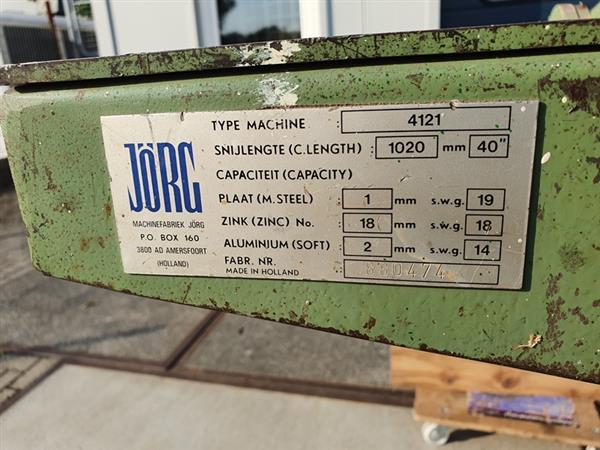 JÖRG
MACHINEFABRIEK JÖRG
P.O. BOX 160
3800 AD AMERSFOORT
(HOLLAND)
TYPE MACHINE 4121
SNIJLENGTE (C.LENGTH) : 1020 mm 40"
CAPACITEIT (CAPACITY)
PLAAT (M. STEEL) : 1 mm s.w.g. 19
ZINK (ZINC) No. : 18 mm s.w.g. 18
ALUMINIUM (SOFT) : 2 mm s.w.g. 14
FABR. NR.
MADE IN HOLLAND